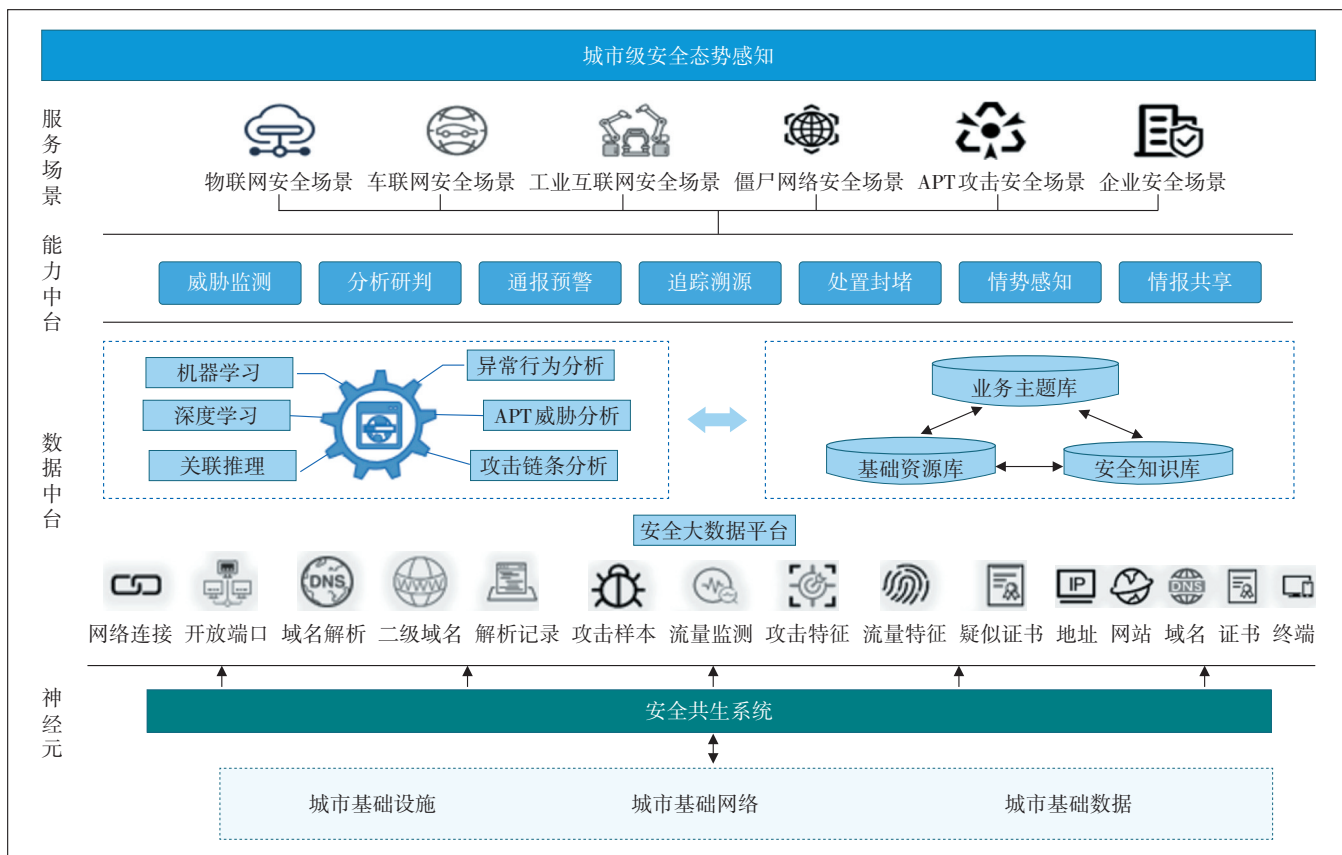 城市级安全态势感知
服务场景
物联网安全场景
车联网安全场景
工业互联网安全场景
僵尸网络安全场景
APT攻击安全场景
企业安全场景
能力中台
威胁监测
分析研判
通报预警
追踪溯源
处置封堵
情势感知
情报共享
数据中台
机器学习
深度学习
关联推理
异常行为分析
APT威胁分析
攻击链条分析
业务主题库
基础资源库
安全知识库
安全大数据平台
DNS
WWW
IP
DNS
网络连接
开放端口
域名解析
二级域名
解析记录
攻击样本
流量监测
攻击特征
流量特征
疑似证书
地址
网站
域名
证书
终端
神经元
安全共生系统
城市基础设施
城市基础网络
城市基础数据